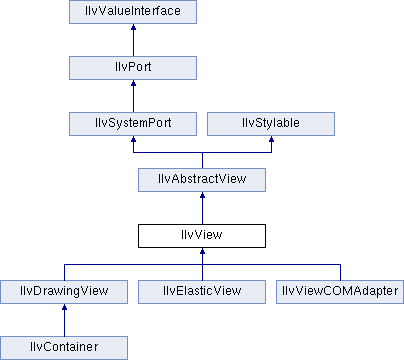 IlvValueInterface
IlvPort
IlvSystemPort IlvStylable
IlvAbstractView
IlvView
IlvDrawingView IlvElasticView IlvViewCOMAdapter
IlvContainer